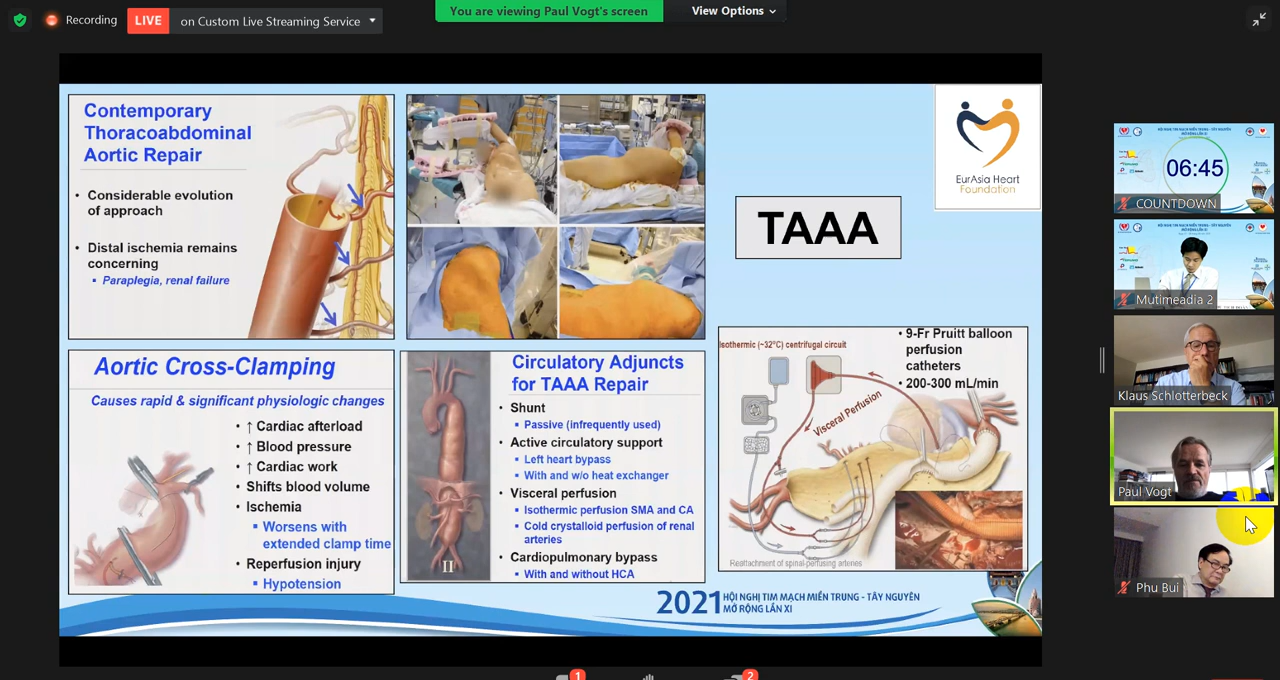 Recording
LIVE
on Custom Live Streaming Service
You are viewing Paul Vogt's screen
View Options
Contemporary
Thoracoabdominal
Aortic Repair
• Considerable evolution
of approach
• Distal ischemia remains
concerning
▪ Paraplegia, renal failure
TAAA
EurAsia Heart
Foundation
Aortic Cross-Clamping
Causes rapid & significant physiologic changes
• ↑ Cardiac afterload
• ↑ Blood pressure
• ↑ Cardiac work
• Shifts blood volume
• Ischemia
▪ Worsens with
extended clamp time
• Reperfusion injury
▪ Hypotension
II
Circulatory Adjuncts
for TAAA Repair
• Shunt
▪ Passive (infrequently used)
• Active circulatory support
▪ Left heart bypass
▪ With and w/o heat exchanger
• Visceral perfusion
▪ Isothermic perfusion SMA and CA
▪ Cold crystalloid perfusion of renal
arteries
• Cardiopulmonary bypass
▪ With and without HCA
Isothermic (~32°C) centrifugal circuit
• 9-Fr Pruitt balloon
perfusion
catheters
• 200-300 mL/min
Visceral Perfusion
Reattachment of spinal-perfusing arteries
2021 HỘI NGHỊ TIM MẠCH MIỀN TRUNG - TÂY NGUYÊN
MỞ RỘNG LẦN XI
06:45
COUNTDOWN
Mutimeadia 2
Klaus Schlotterbeck
Paul Vogt
Phu Bui
1
2